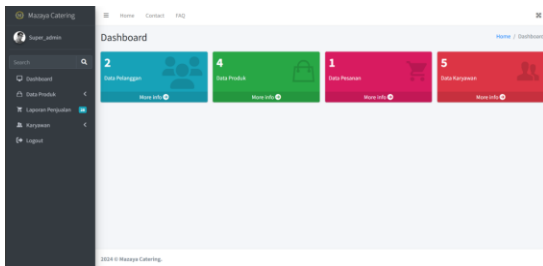 Mazaya Catering
Home Contact FAQ
Super_admin
Dashboard
Home / Dashboard
Search
Dashboard
Data Produk
Laporan Penjualan
Karyawan
Logout
2
Data Pelanggan
More Info
4
Data Produk
More Info
1
Data Pesanan
More Info
5
Data Karyawan
More Info
2024 © Mazaya Catering.